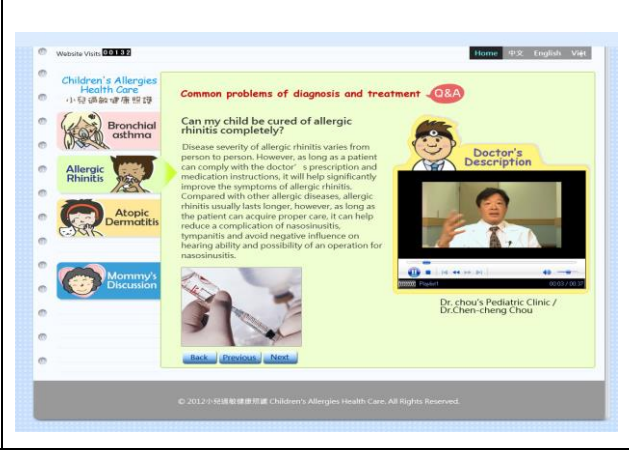 Website Visits 00132
Home 中文 English Việt
Children's Allergies
Health Care
小兒過敏健康照護
Bronchial
asthma
Allergic
Rhinitis
Atopic
Dermatitis
Mommy's
Discussion
Common problems of diagnosis and treatment Q&A
Can my child be cured of allergic
rhinitis completely?
Disease severity of allergic rhinitis varies from
person to person. However, as long as a patient
can comply with the doctor’s prescription and
medication instructions, it will help significantly
improve the symptoms of allergic rhinitis.
Compared with other allergic diseases, allergic
rhinitis usually lasts longer, however, as long as
the patient can acquire proper care, it can help
reduce a complication of nasosinusitis,
tympanitis and avoid negative influence on
hearing ability and possibility of an operation for
nasosinusitis.
Back Previous Next
Doctor's
Description
Playlist1 00:03 / 00:37
Dr. chou's Pediatric Clinic /
Dr.Chen-cheng Chou
© 2012小兒過敏健康照護 Children's Allergies Health Care. All Rights Reserved.